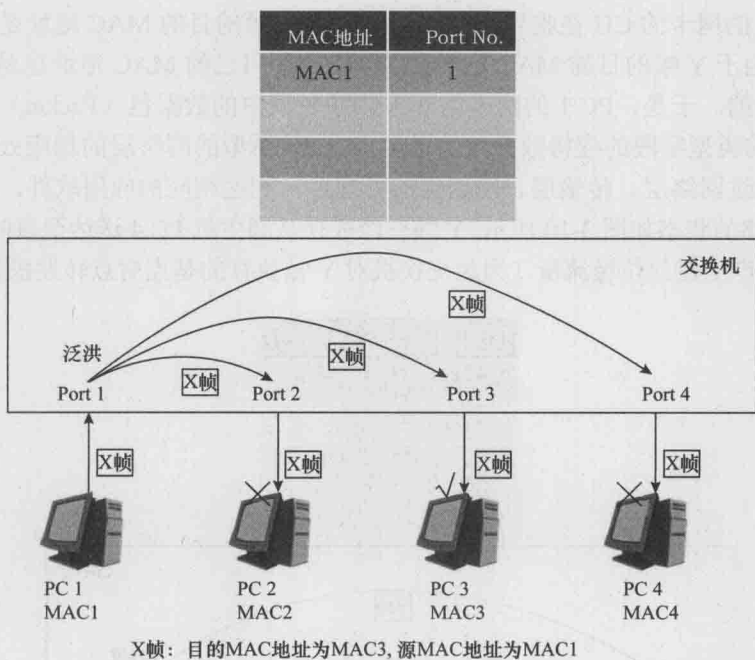 MAC地址 Port No.
MAC1 1
交换机
X帧
泛洪 X帧
X帧
Port 1 Port 2 Port 3 Port 4
X帧 X帧 X帧 X帧
PC 1 PC 2 PC 3 PC 4
MAC1 MAC2 MAC3 MAC4
X帧：目的MAC地址为MAC3, 源MAC地址为MAC1